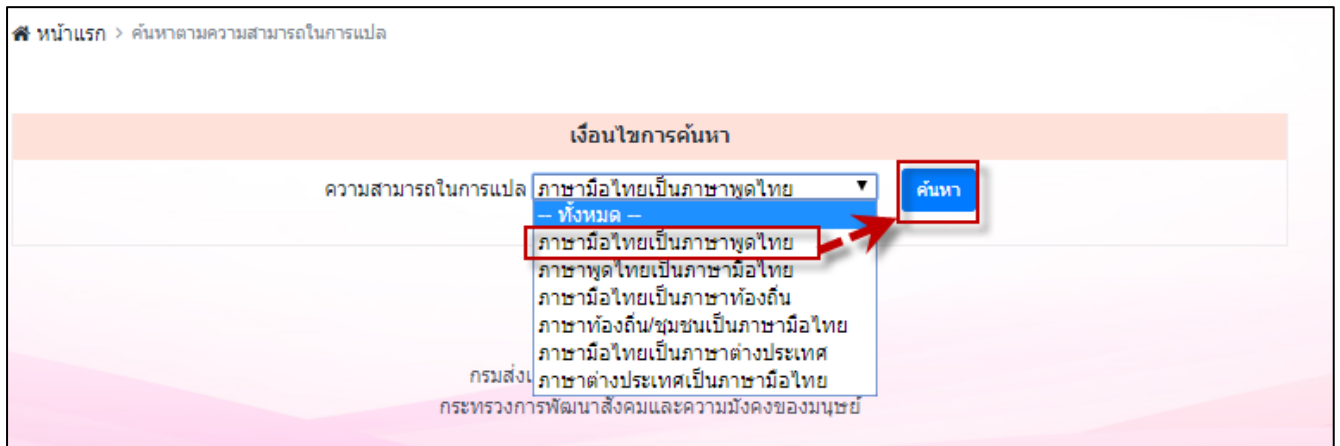 หน้าแรก > ค้นหาตามความสามารถในการแปล
เงื่อนไขการค้นหา
ความสามารถในการแปล ภาษามือไทยเป็นภาษาพูดไทย ค้นหา
-- ทั้งหมด --
ภาษามือไทยเป็นภาษาพูดไทย
ภาษาพูดไทยเป็นภาษามือไทย
ภาษามือไทยเป็นภาษาท้องถิ่น
ภาษาท้องถิ่น/ชุมชนเป็นภาษามือไทย
ภาษามือไทยเป็นภาษาต่างประเทศ
ภาษาต่างประเทศเป็นภาษามือไทย
กรมส่งเ
กระทรวงการพัฒนาสังคมและความมั่งคงของมนุษย์